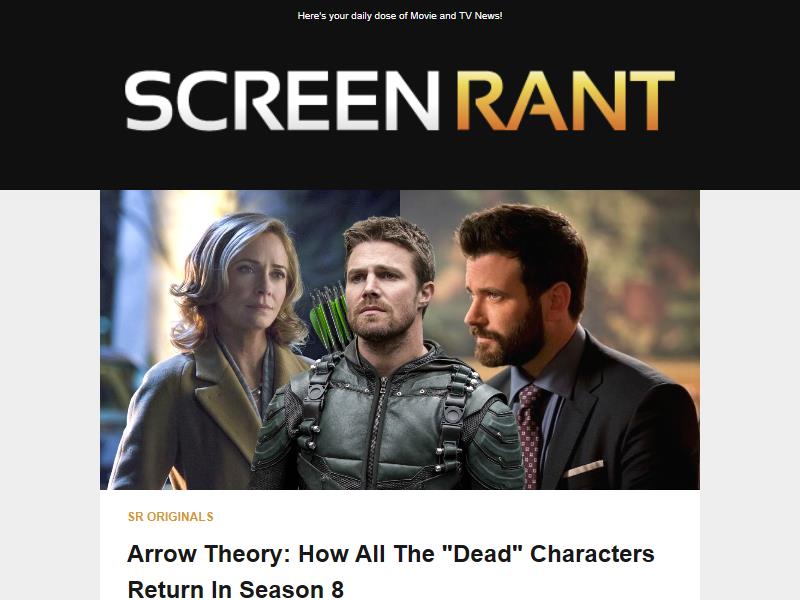 Here's your daily dose of Movie and TV News!
SCREEN RANT
SR ORIGINALS
Arrow Theory: How All The "Dead" Characters
Return In Season 8